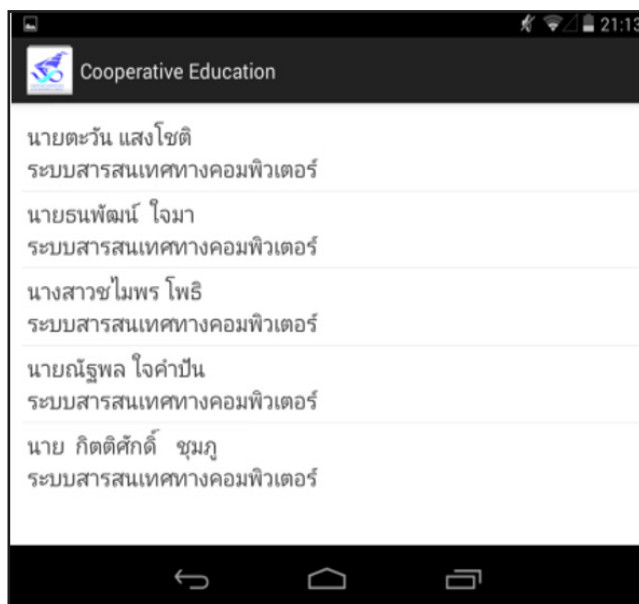 21:13
Cooperative Education
นายตะวัน แสงโชติ
ระบบสารสนเทศทางคอมพิวเตอร์
นายธนพัฒน์ ใจมา
ระบบสารสนเทศทางคอมพิวเตอร์
นางสาวชไมพร โพธิ
ระบบสารสนเทศทางคอมพิวเตอร์
นายณัฐพล ใจคำปัน
ระบบสารสนเทศทางคอมพิวเตอร์
นาย กิตติศักดิ์ ชุมภู
ระบบสารสนเทศทางคอมพิวเตอร์